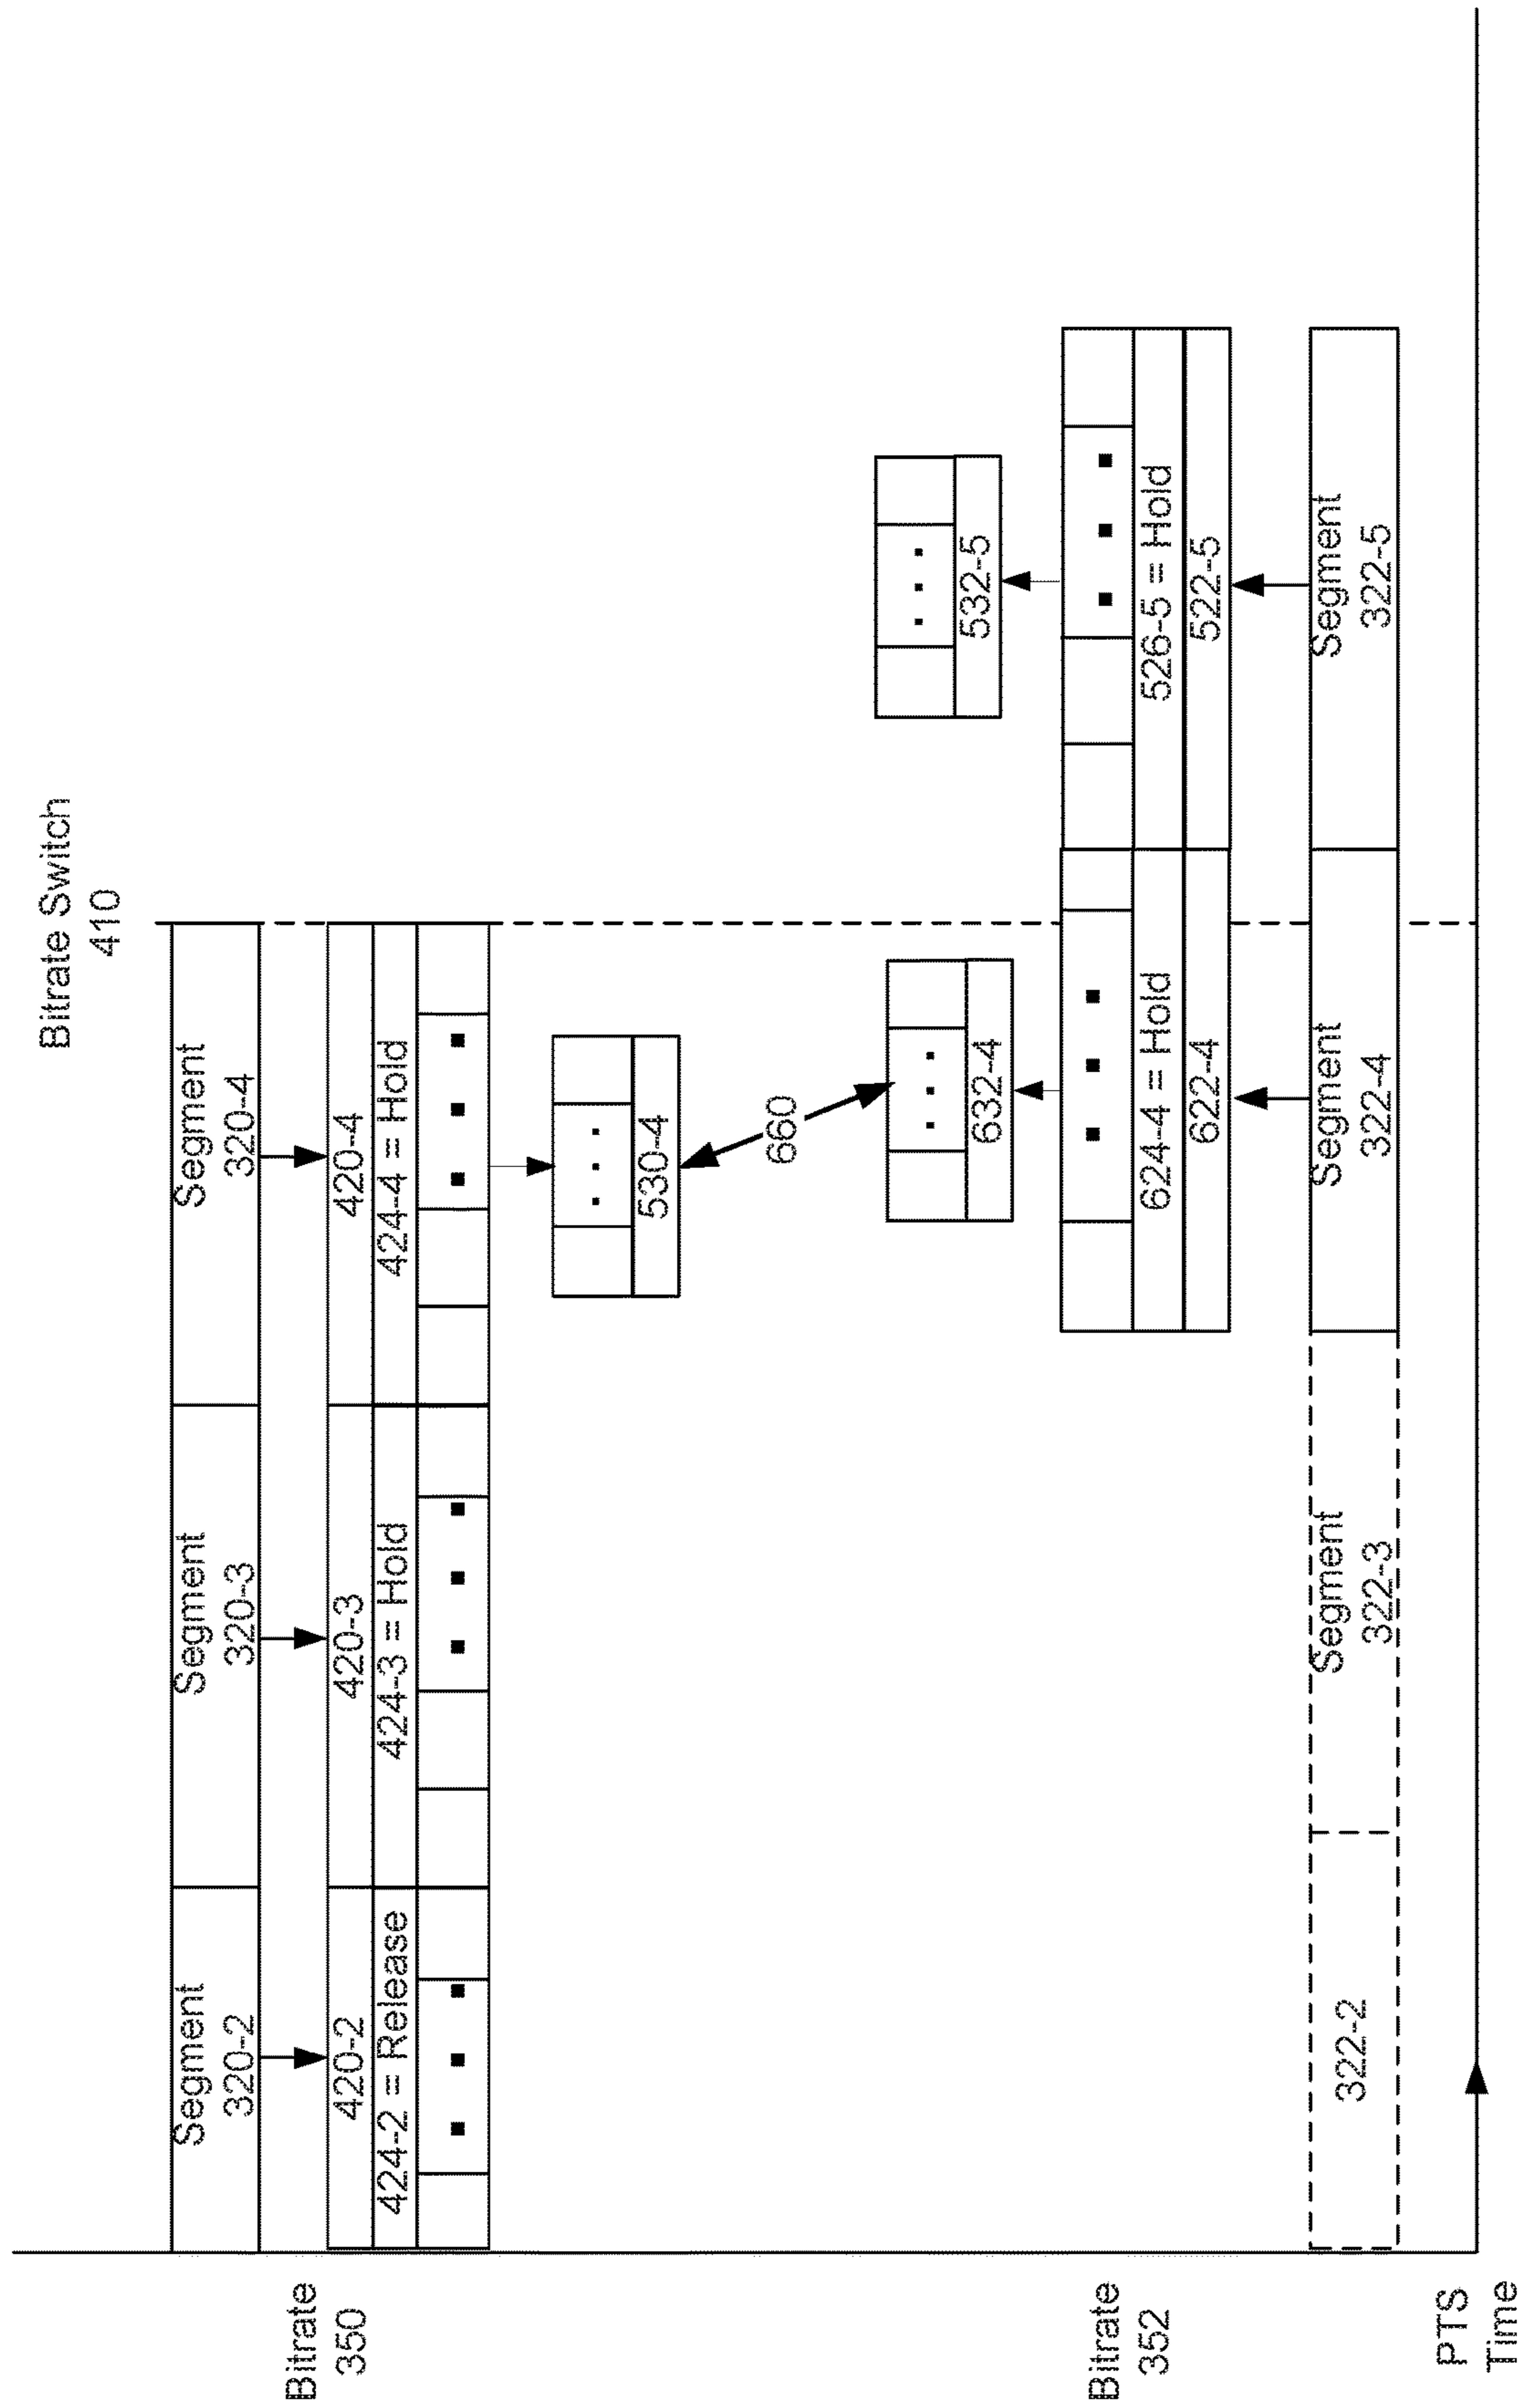 Bitrate Switch
410
Bitrate
350
Segment
320-2
Segment
320-3
Segment
320-4
420-2
420-3
420-4
424-2 = Release
424-3 = Hold
424-4 = Hold
530-4
660
632-4
532-5
Bitrate
352
624-4 = Hold
526-5 = Hold
622-4
522-5
322-2
Segment
322-3
Segment
322-4
Segment
322-5
PTS
Time